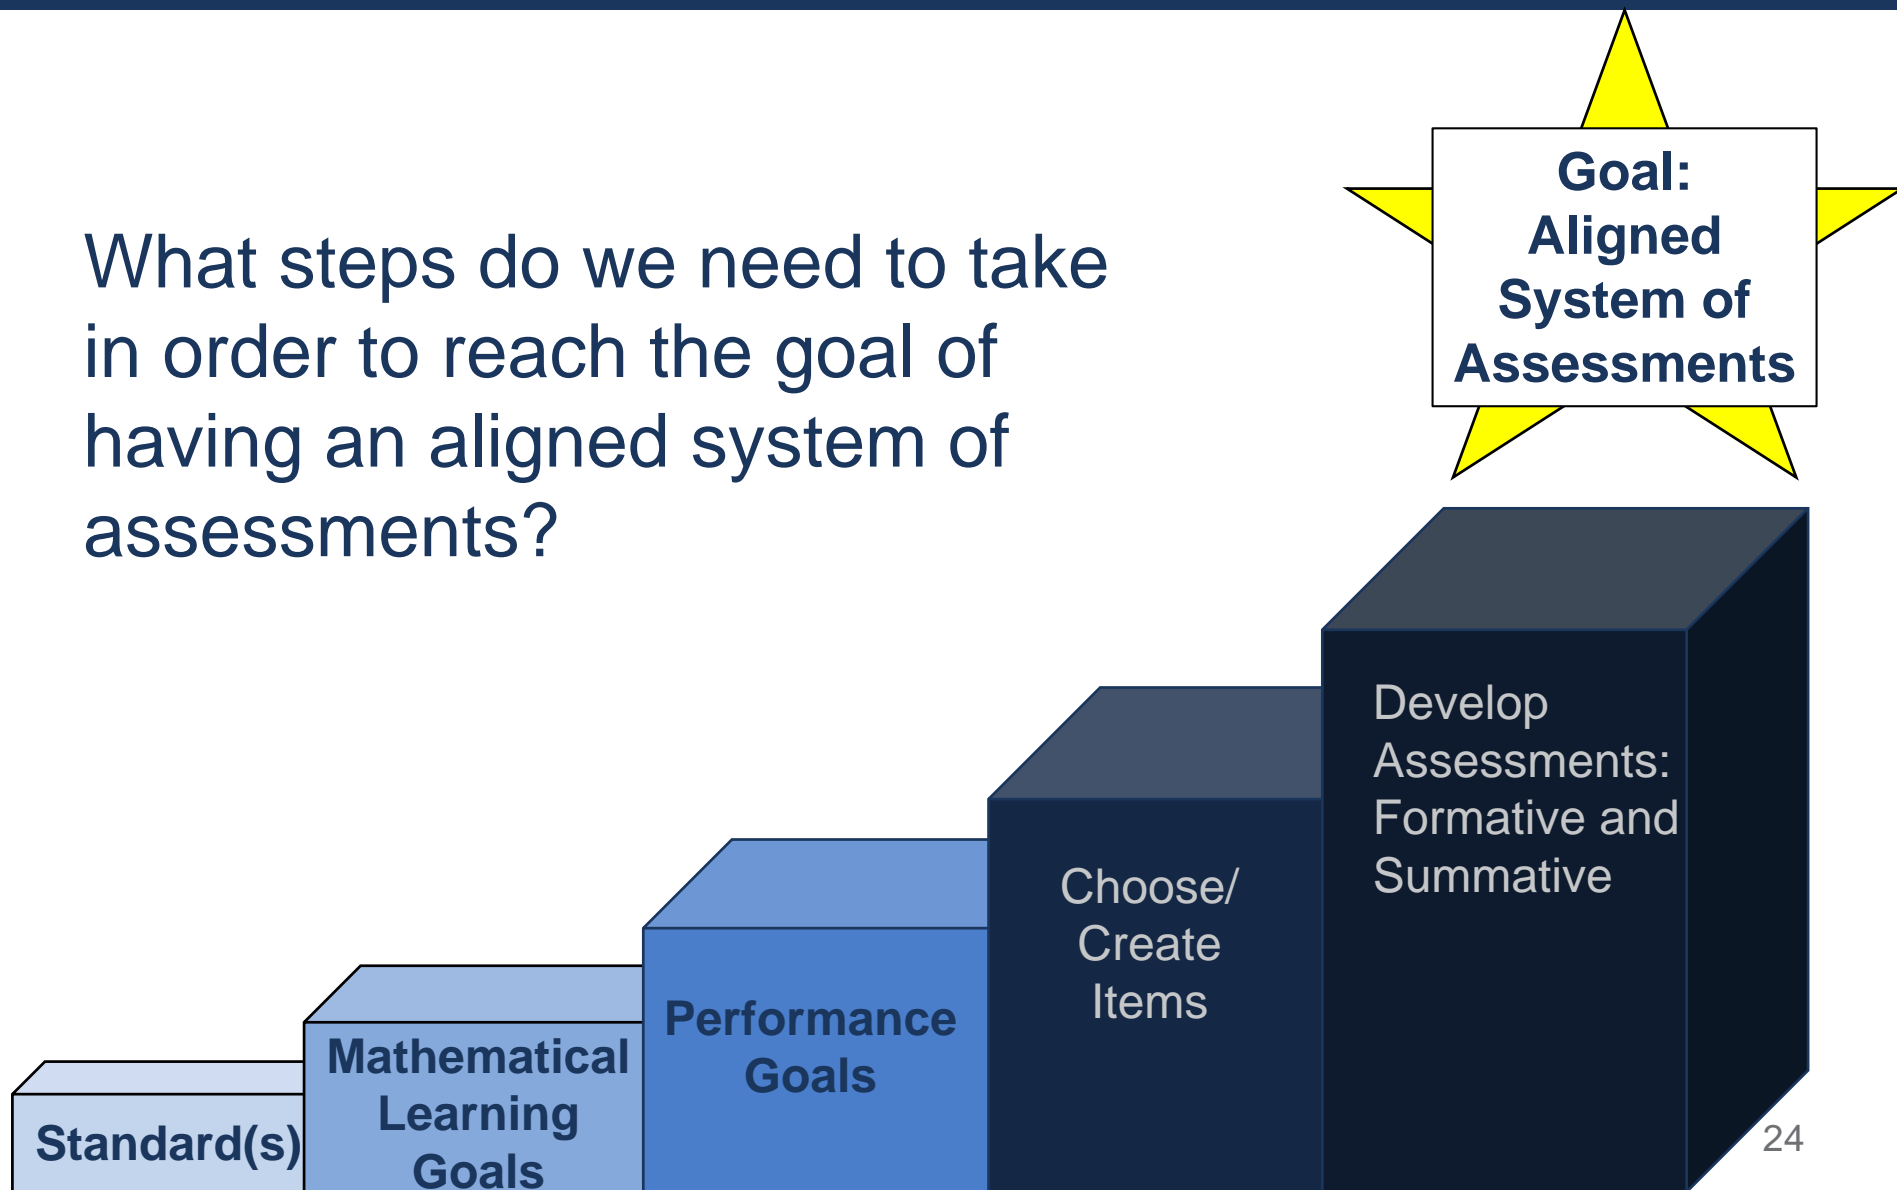 What steps do we need to take
in order to reach the goal of
having an aligned system of
assessments?
Goal:
Aligned
System of
Assessments
Standard(s)
Mathematical
Learning
Goals
Performance
Goals
Choose/
Create
Items
Develop
Assessments:
Formative and
Summative
24